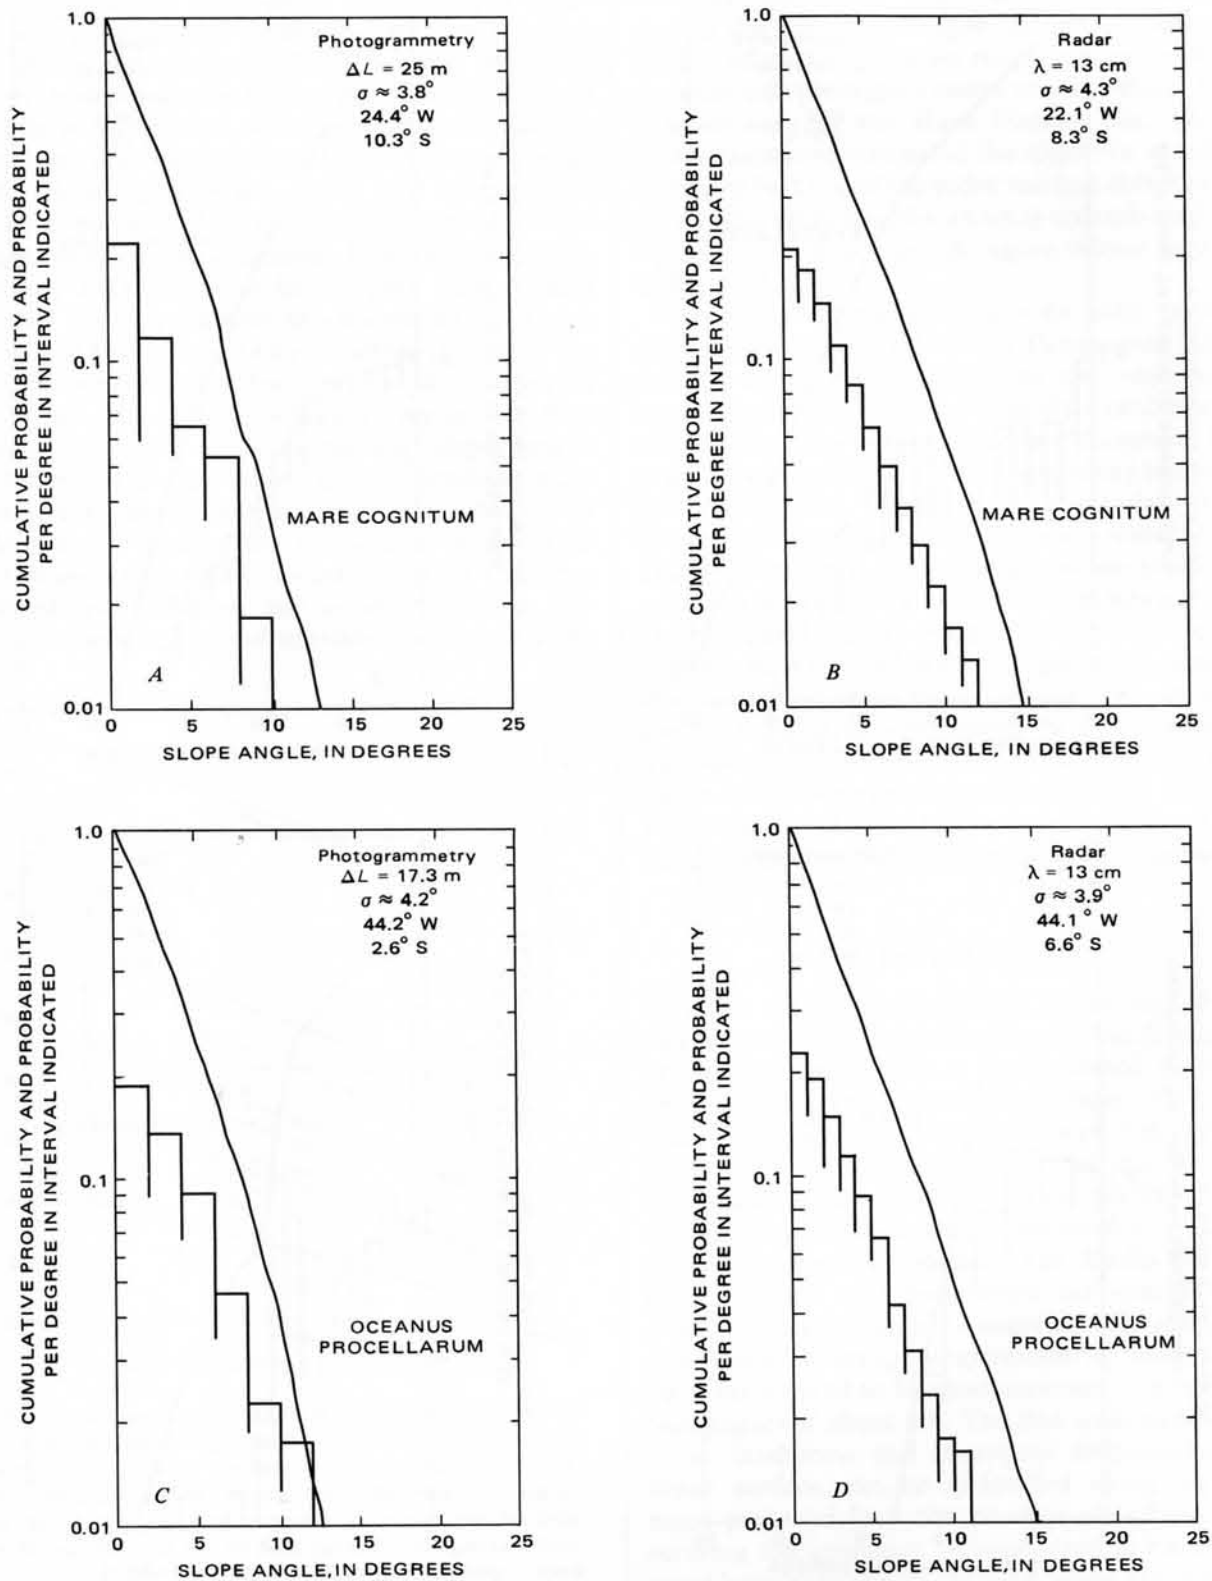 CUMULATIVE PROBABILITY AND PROBABILITY
PER DEGREE IN INTERVAL INDICATED
1.0
0.1
0.01
Photogrammetry
ΔL = 25 m
σ ≈ 3.8°
24.4° W
10.3° S
MARE COGNITUM
A
0 5 10 15 20 25
SLOPE ANGLE, IN DEGREES
CUMULATIVE PROBABILITY AND PROBABILITY
PER DEGREE IN INTERVAL INDICATED
1.0
0.1
0.01
Radar
λ = 13 cm
σ ≈ 4.3°
22.1° W
8.3° S
MARE COGNITUM
B
0 5 10 15 20 25
SLOPE ANGLE, IN DEGREES
CUMULATIVE PROBABILITY AND PROBABILITY
PER DEGREE IN INTERVAL INDICATED
1.0
0.1
0.01
Photogrammetry
ΔL = 17.3 m
σ ≈ 4.2°
44.2° W
2.6° S
OCEANUS
PROCELLARUM
C
0 5 10 15 20 25
SLOPE ANGLE, IN DEGREES
CUMULATIVE PROBABILITY AND PROBABILITY
PER DEGREE IN INTERVAL INDICATED
1.0
0.1
0.01
Radar
λ = 13 cm
σ ≈ 3.9°
44.1° W
6.6° S
OCEANUS
PROCELLARUM
D
0 5 10 15 20 25
SLOPE ANGLE, IN DEGREES